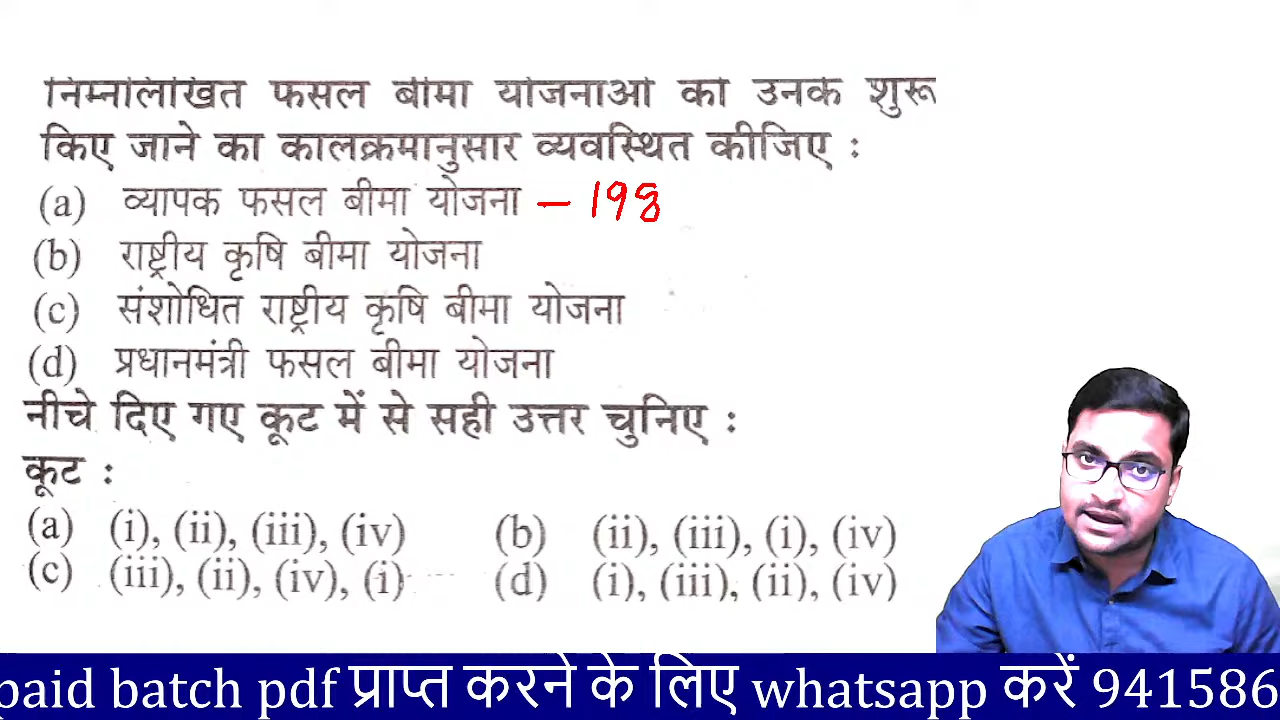 निम्नलिखित फसल बीमा योजनाओं को उनके शुरू
किए जाने का कालक्रमानुसार व्यवस्थित कीजिए :
(a) व्यापक फसल बीमा योजना – 198
(b) राष्ट्रीय कृषि बीमा योजना
(c) संशोधित राष्ट्रीय कृषि बीमा योजना
(d) प्रधानमंत्री फसल बीमा योजना
नीचे दिए गए कूट में से सही उत्तर चुनिए :
कूट :
(a) (i), (ii), (iii), (iv) (b) (ii), (iii), (i), (iv)
(c) (iii), (ii), (iv), (i) (d) (i), (iii), (ii), (iv)
paid batch pdf प्राप्त करने के लिए whatsapp करें 941586